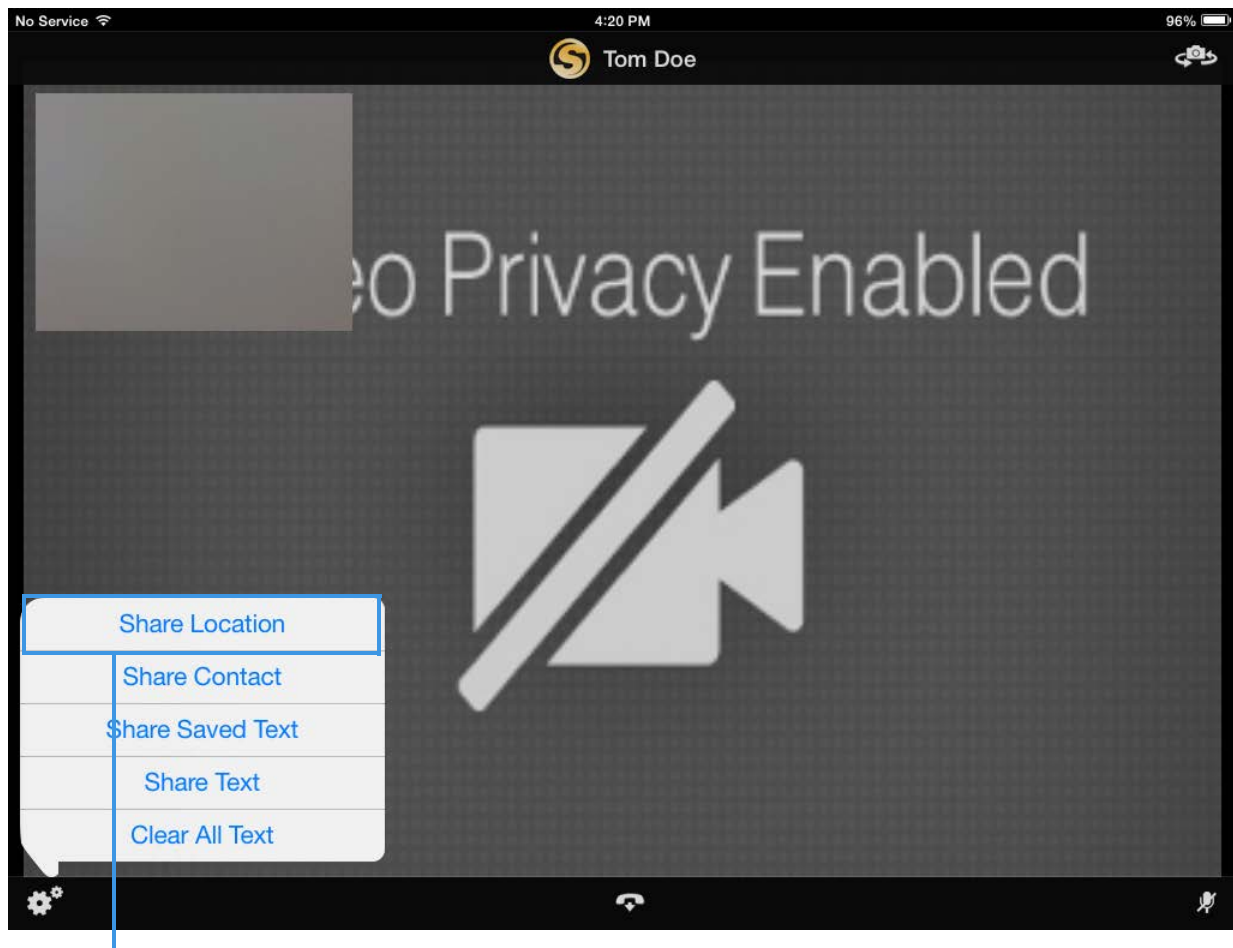 No Service 4:20 PM 96%
S Tom Doe
eo Privacy Enabled
Share Location
Share Contact
Share Saved Text
Share Text
Clear All Text